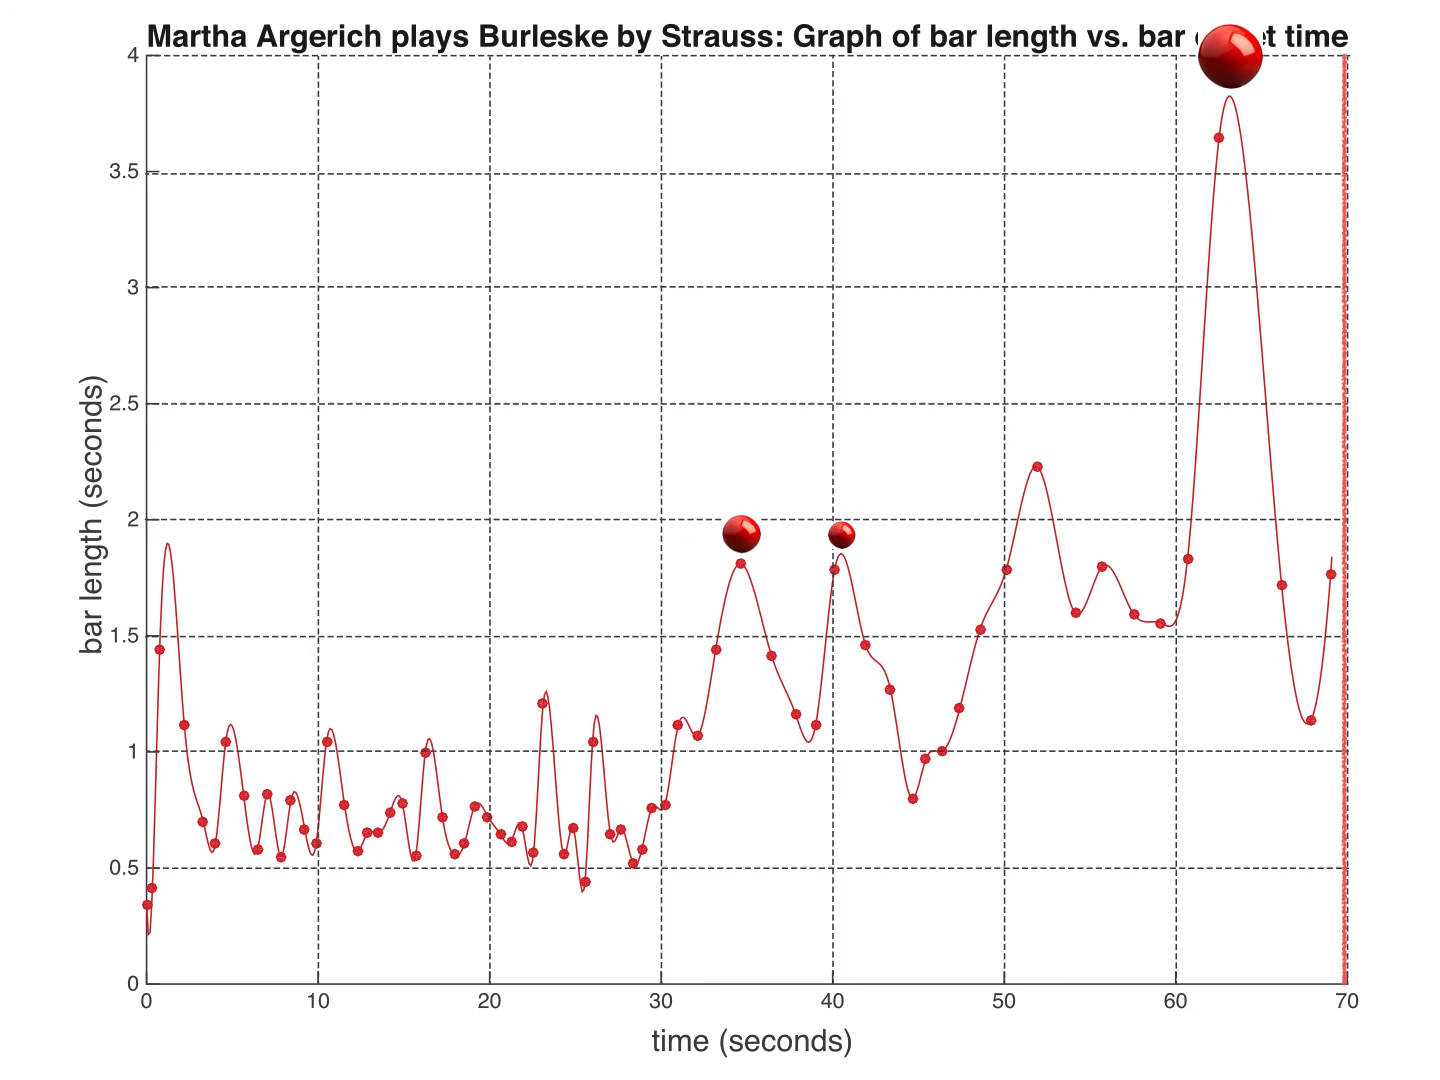 Martha Argerich plays Burleske by Strauss: Graph of bar length vs. bar time
4
3.5
3
2.5
2
1.5
1
0.5
0
bar length (seconds)
0 10 20 30 40 50 60 70
time (seconds)